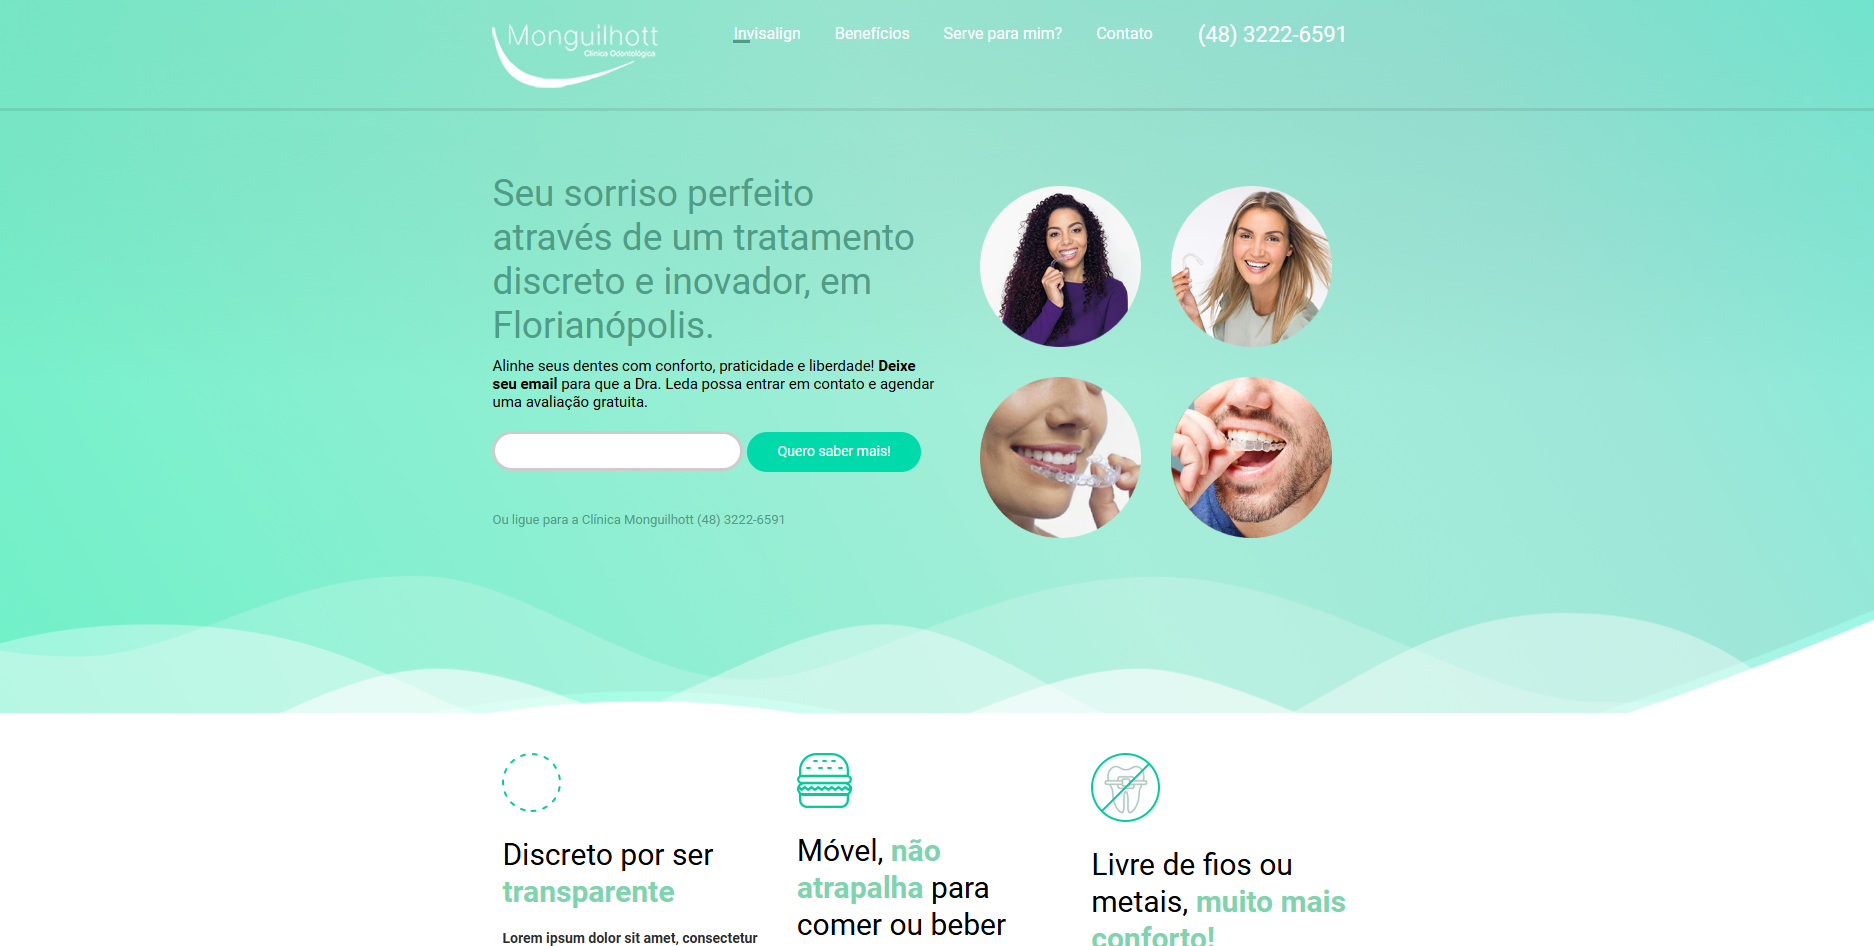 Monguilhott
Clínica Odontológica
Invisalign
Benefícios
Serve para mim?
Contato
(48) 3222-6591
Seu sorriso perfeito
através de um tratamento
discreto e inovador, em
Florianópolis.
Alinhe seus dentes com conforto, praticidade e liberdade! Deixe
seu email para que a Dra. Leda possa entrar em contato e agendar
uma avaliação gratuita.
Quero saber mais!
Ou ligue para a Clínica Monguilhott (48) 3222-6591
Discreto por ser
transparente
Lorem ipsum dolor sit amet, consectetur
Móvel, não
atrapalha para
comer ou beber
Livre de fios ou
metais, muito mais
conforto!